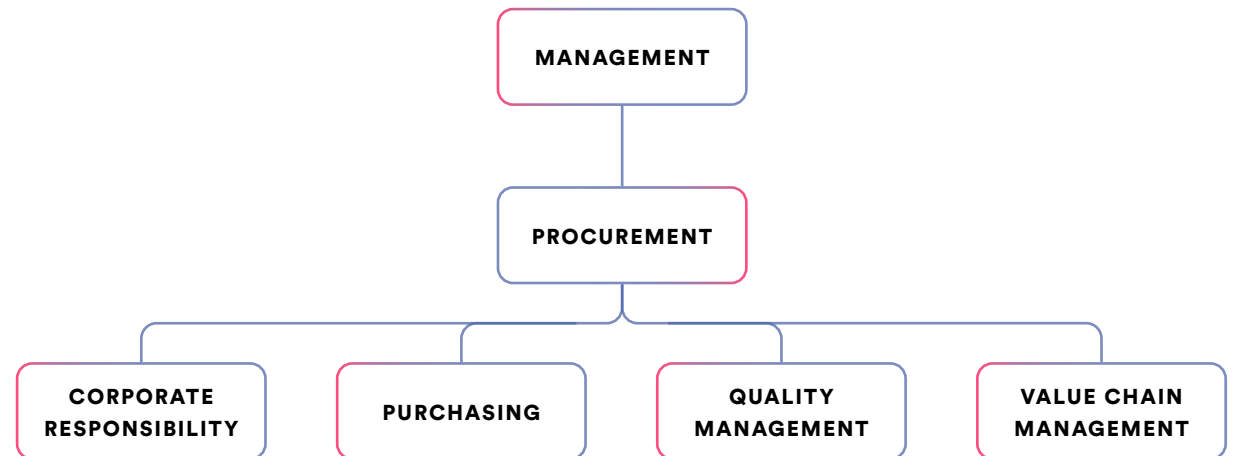 MANAGEMENT
PROCUREMENT
CORPORATE
RESPONSIBILITY
PURCHASING
QUALITY
MANAGEMENT
VALUE CHAIN
MANAGEMENT